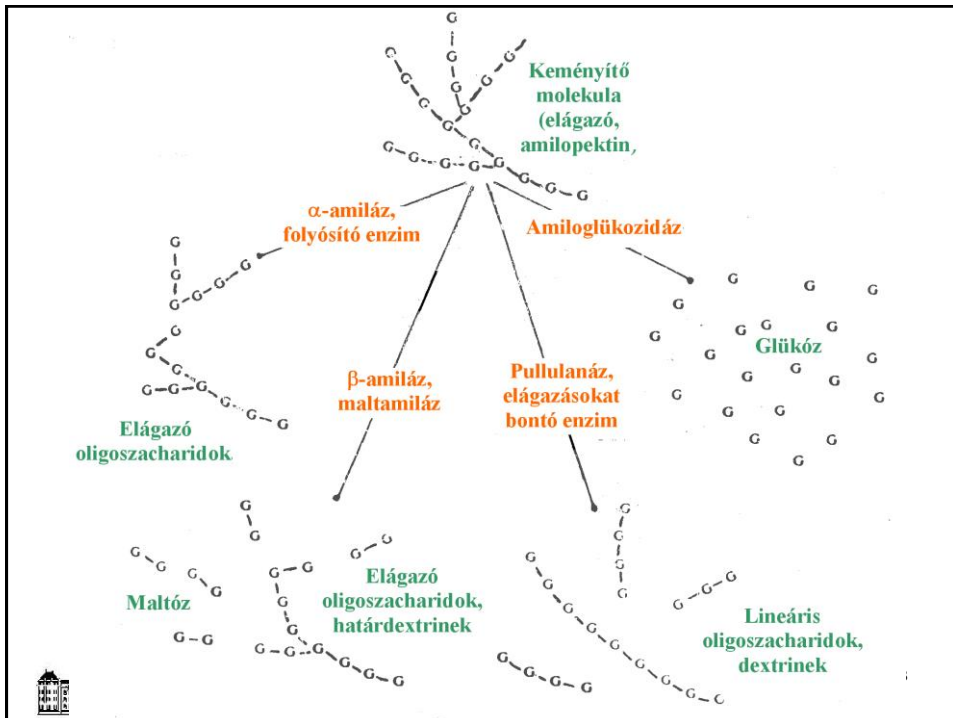 Keményítő
molekula
(elágazó,
amilopektin,
α-amiláz,
folyósító enzim
Amiloglükozidáz
Glükóz
β-amiláz,
maltamiláz
Pullulanáz,
elágazásokat
bontó enzim
Elágazó
oligoszacharidok
Maltóz
Elágazó
oligoszacharidok,
határdextrinek
Lineáris
oligoszacharidok,
dextrinek